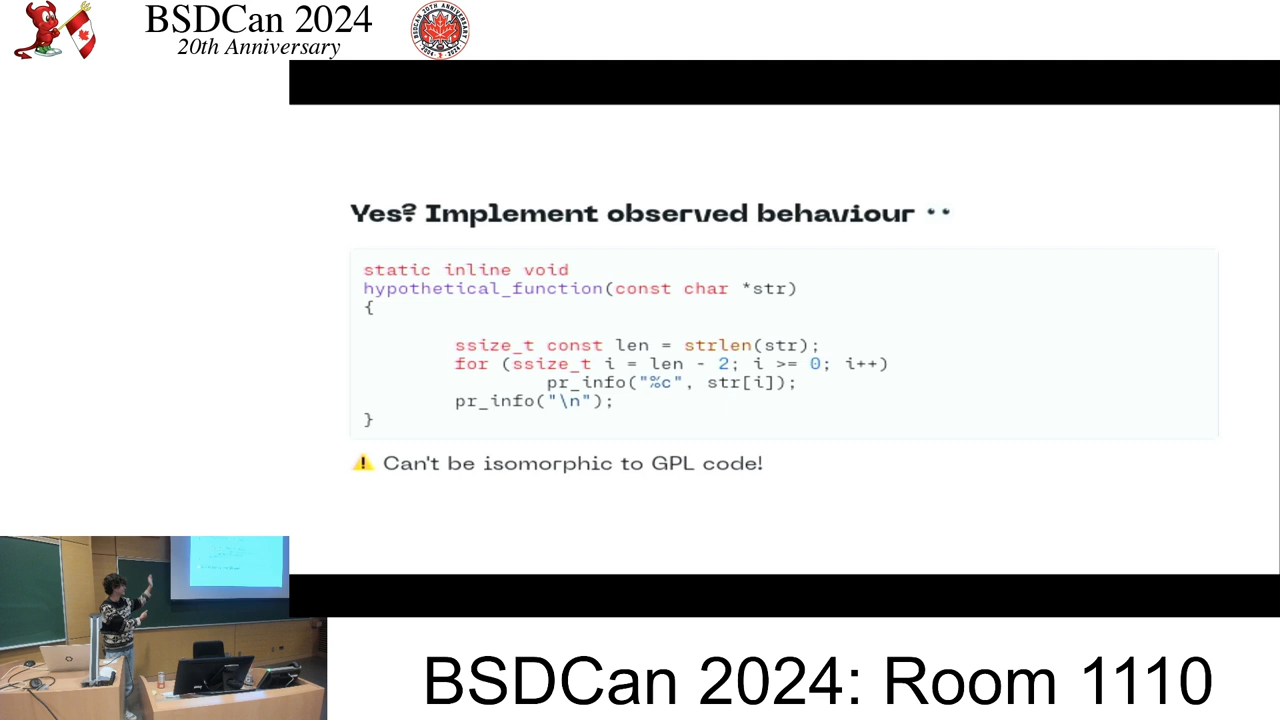 BSDCan 2024
20th Anniversary
Yes? Implement observed behaviour
static inline void
hypothetical_function(const char *str)
{
ssize_t const len = strlen(str);
for (ssize_t i = len - 2; i >= 0; i++)
pr_info("%c", str[i]);
pr_info("\n");
}
⚠️ Can't be isomorphic to GPL code!
BSDCan 2024: Room 1110